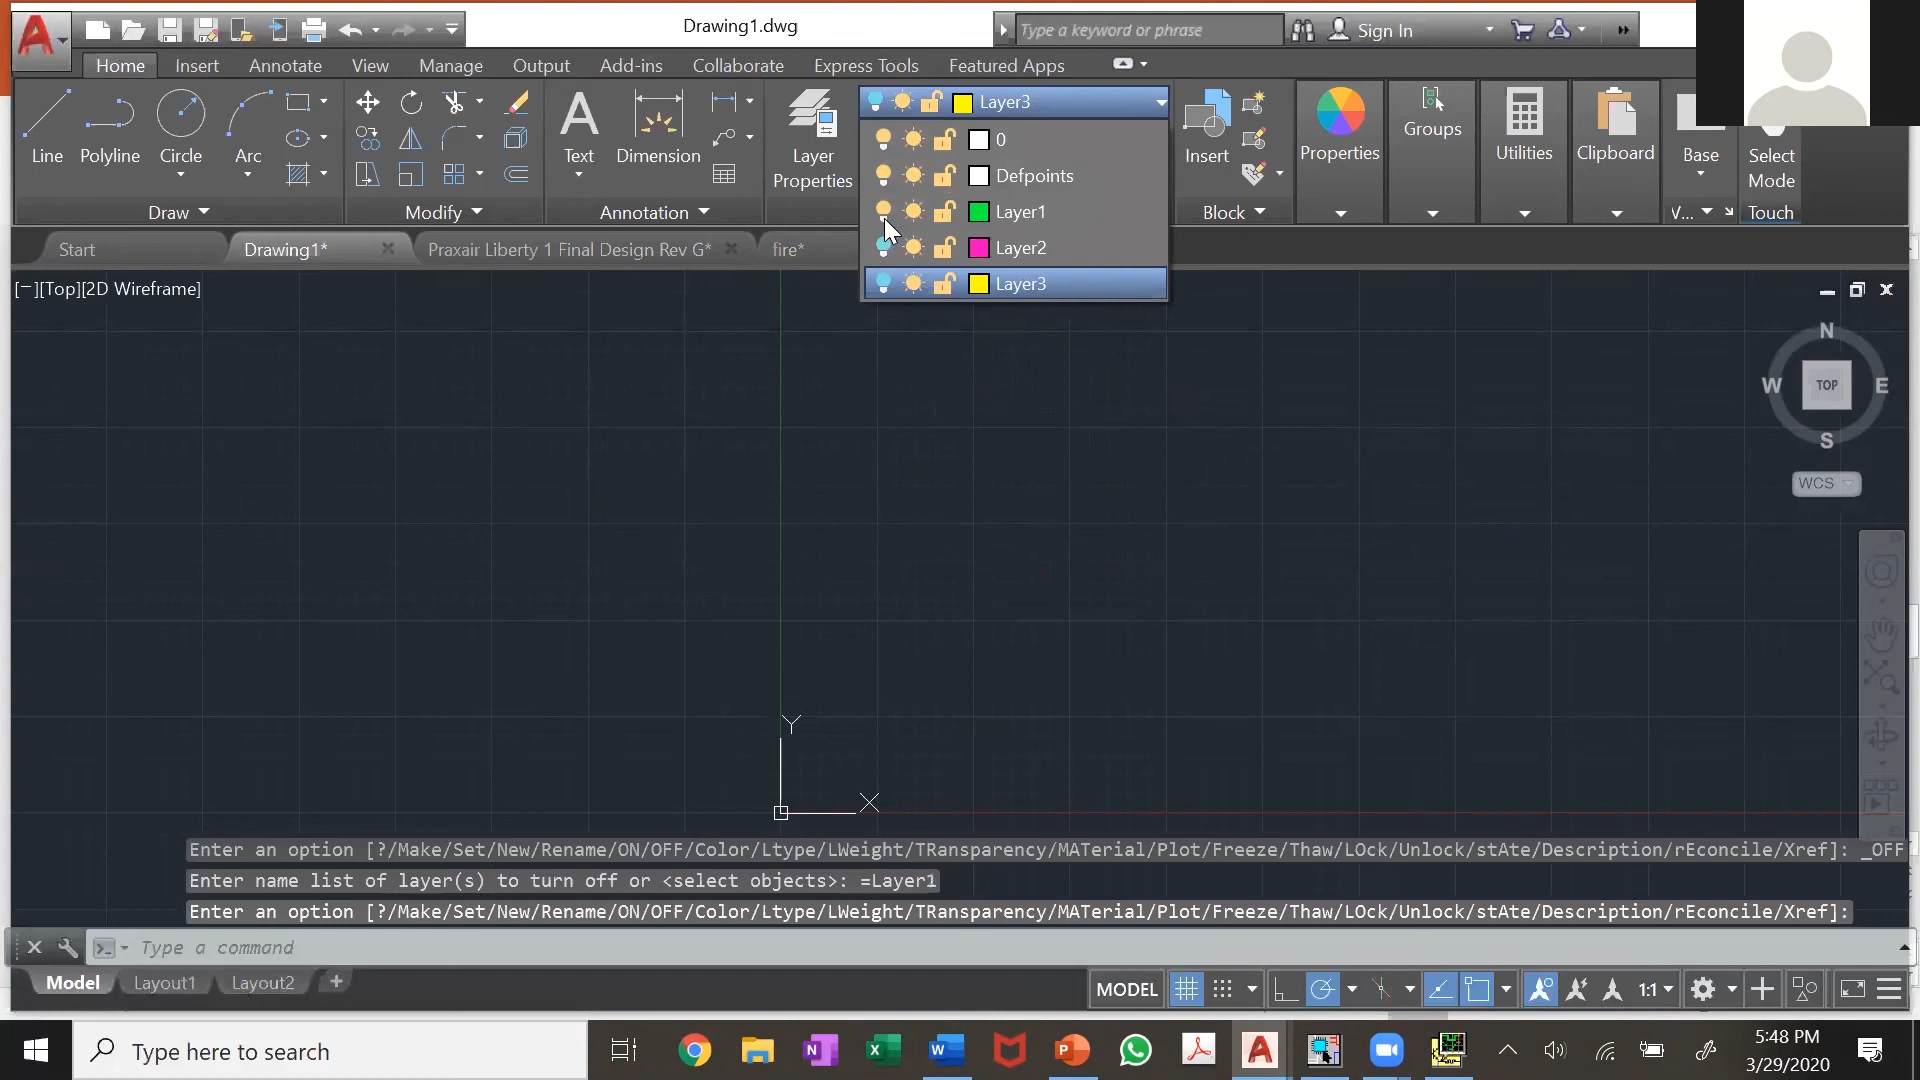 Drawing1.dwg
Type a keyword or phrase
Sign In
Home Insert Annotate View Manage Output Add-ins Collaborate Express Tools Featured Apps
Line Polyline Circle Arc
Text Dimension
Layer Properties
Layer3
0
Defpoints
Layer1
Layer2
Layer3
Insert
Properties
Groups
Utilities
Clipboard
Base
Select Mode
Draw Modify Annotation Block V... Touch
Start Drawing1* Praxair Liberty 1 Final Design Rev G* fire*
[−][Top][2D Wireframe]
N
W TOP E
S
WCS
Y
X
Enter an option [?/Make/Set/New/Rename/ON/OFF/Color/Ltype/LWeight/TRansparency/MATerial/Plot/Freeze/Thaw/LOck/Unlock/stAte/Description/rEconcile/Xref]: _OFF
Enter name list of layer(s) to turn off or <select objects>: =Layer1
Enter an option [?/Make/Set/New/Rename/ON/OFF/Color/Ltype/LWeight/TRansparency/MATerial/Plot/Freeze/Thaw/LOck/Unlock/stAte/Description/rEconcile/Xref]:
Type a command
Model Layout1 Layout2 +
MODEL 1:1
Type here to search
5:48 PM
3/29/2020